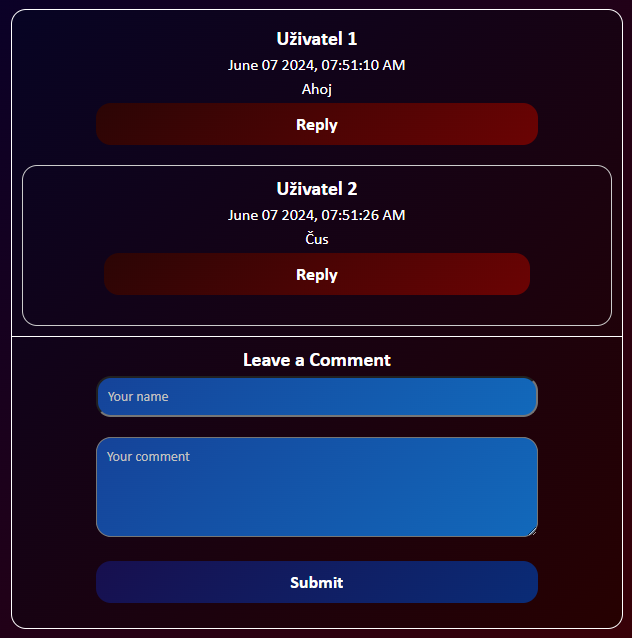 Uživatel 1
June 07 2024, 07:51:10 AM
Ahoj
Reply
Uživatel 2
June 07 2024, 07:51:26 AM
Čus
Reply
Leave a Comment
Your name
Your comment
Submit